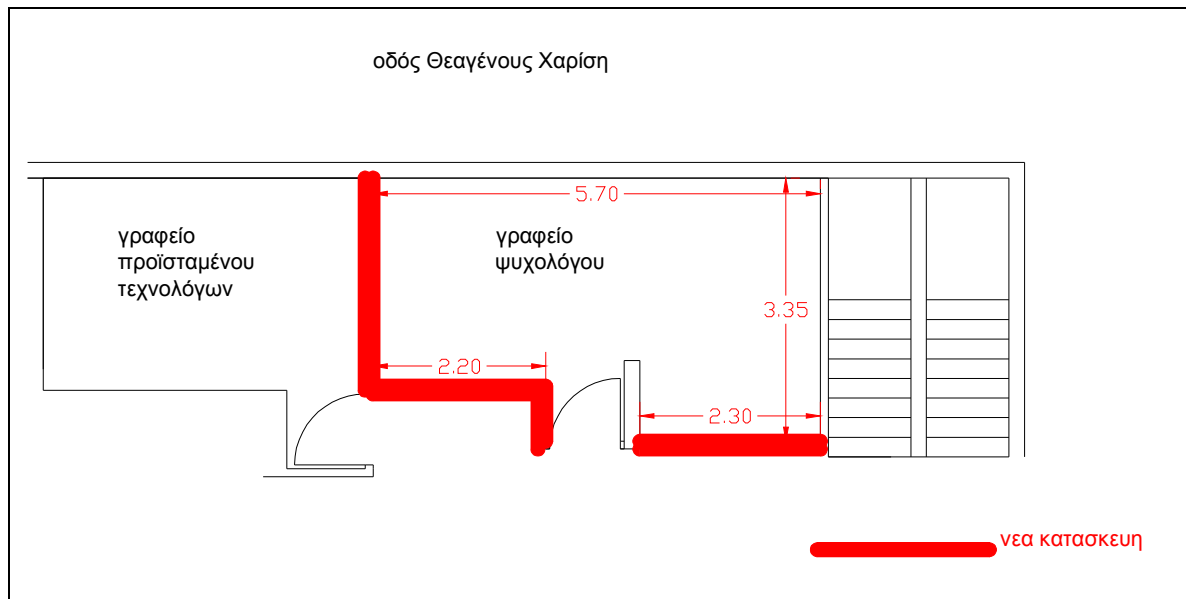 οδός Θεαγένους Χαρίση
5.70
γραφείο
προϊσταμένου
τεχνολόγων
γραφείο
ψυχολόγου
3.35
2.20
2.30
νεα κατασκευη